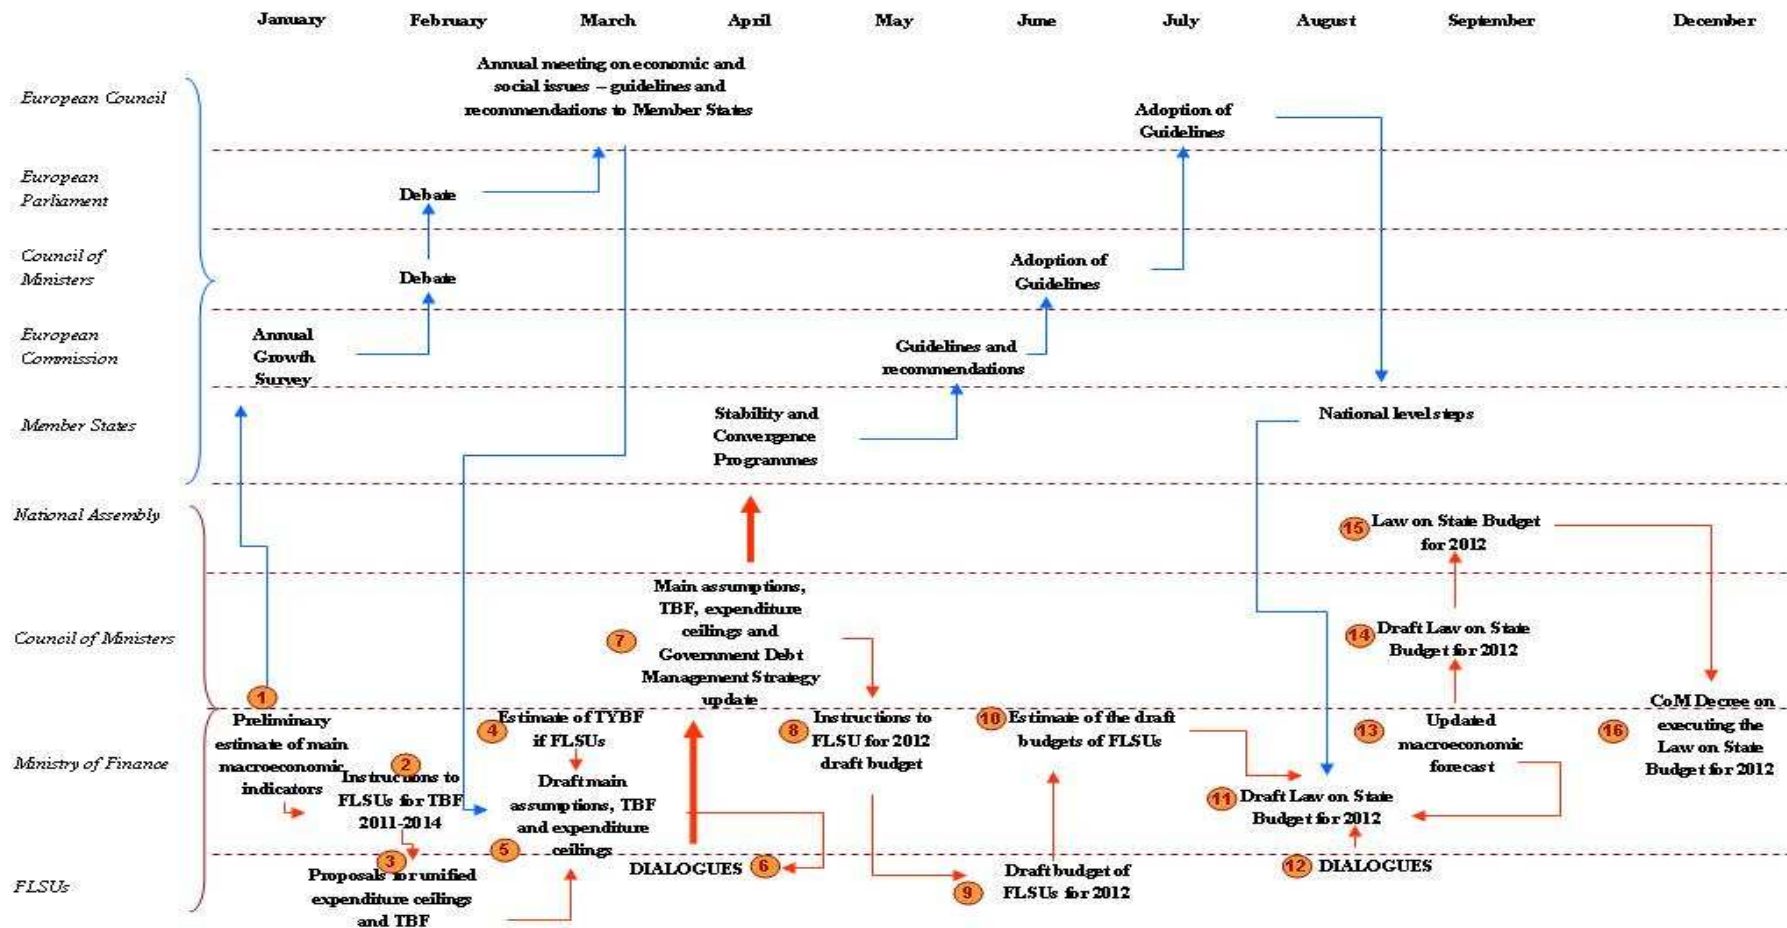 January
February
March
April
May
June
July
August
September
December
European Council
Annual meeting on economic and
social issues – guidelines and
recommendations to Member States
Adoption of
Guidelines
European
Parliament
Debate
Council of
Ministers
Debate
Adoption of
Guidelines
European
Commission
Annual
Growth
Survey
Guidelines and
recommendations
Member States
Stability and
Convergence
Programmes
National level steps
National Assembly
15
Law on State Budget
for 2012
Council of Ministers
7
Main assumptions,
TBF, expenditure
ceilings and
Government Debt
Management Strategy
update
14
Draft Law on State
Budget for 2012
Ministry of Finance
1
Preliminary
estimate of main
macroeconomic
indicators
2
Instructions to
FLSUs for TBF
2011-2014
4
Estimate of TYBF
if FLSUs
5
Draft main
assumptions, TBF
and expenditure
ceilings
8
Instructions to
FLSU for 2012
draft budget
10
Estimate of the draft
budgets of FLSUs
11
Draft Law on State
Budget for 2012
13
Updated
macroeconomic
forecast
16
CoM Decree on
executing the
Law on State
Budget for 2012
FLSUs
3
Proposals for unified
expenditure ceilings
and TBF
DIALOGUES
6
9
Draft budget of
FLSUs for 2012
12
DIALOGUES